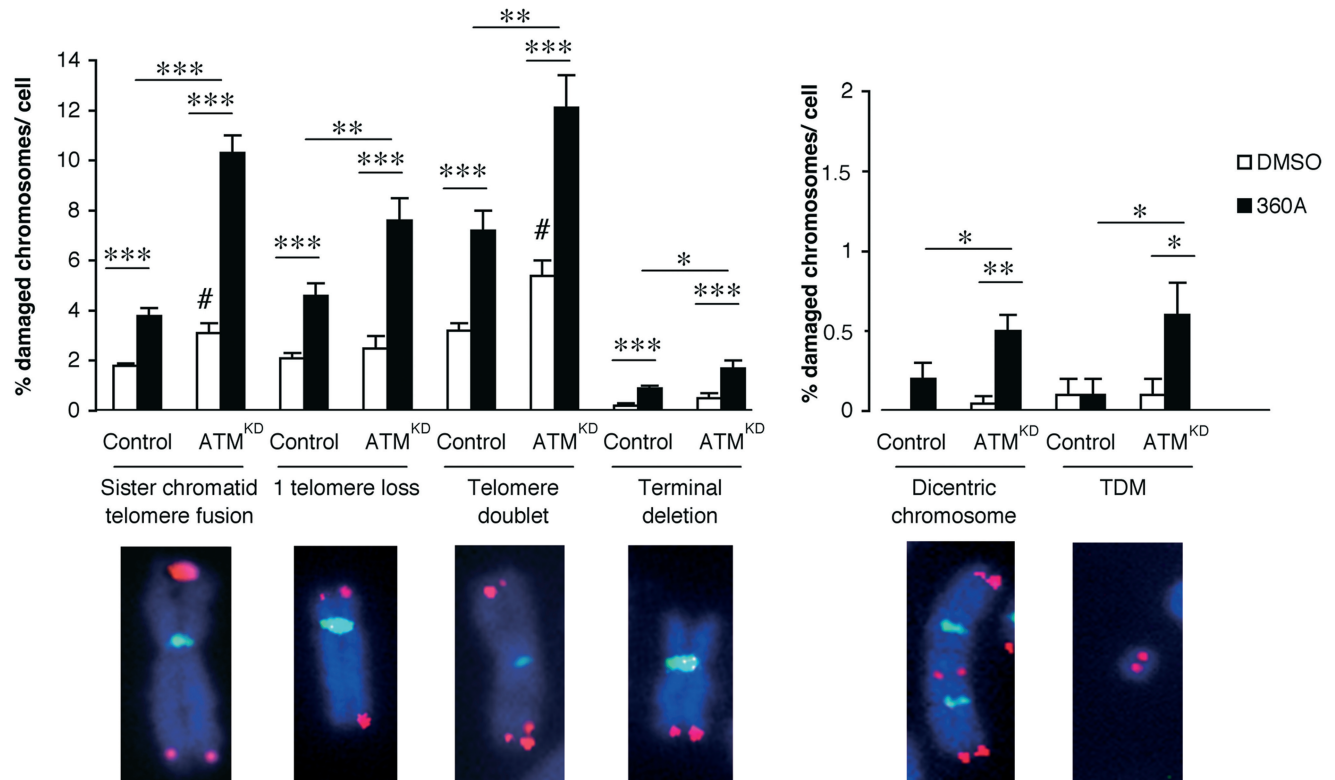 % damaged chromosomes/ cell
14
12
10
8
6
4
2
0
***
***
***
#
***
**
***
***
**
***
#
***
*
***
Control ATM^KD Control ATM^KD Control ATM^KD Control ATM^KD
Sister chromatid telomere fusion
1 telomere loss
Telomere doublet
Terminal deletion
% damaged chromosomes/ cell
2
1.5
1
0.5
0
*
**
*
*
DMSO
360A
Control ATM^KD Control ATM^KD
Dicentric chromosome
TDM